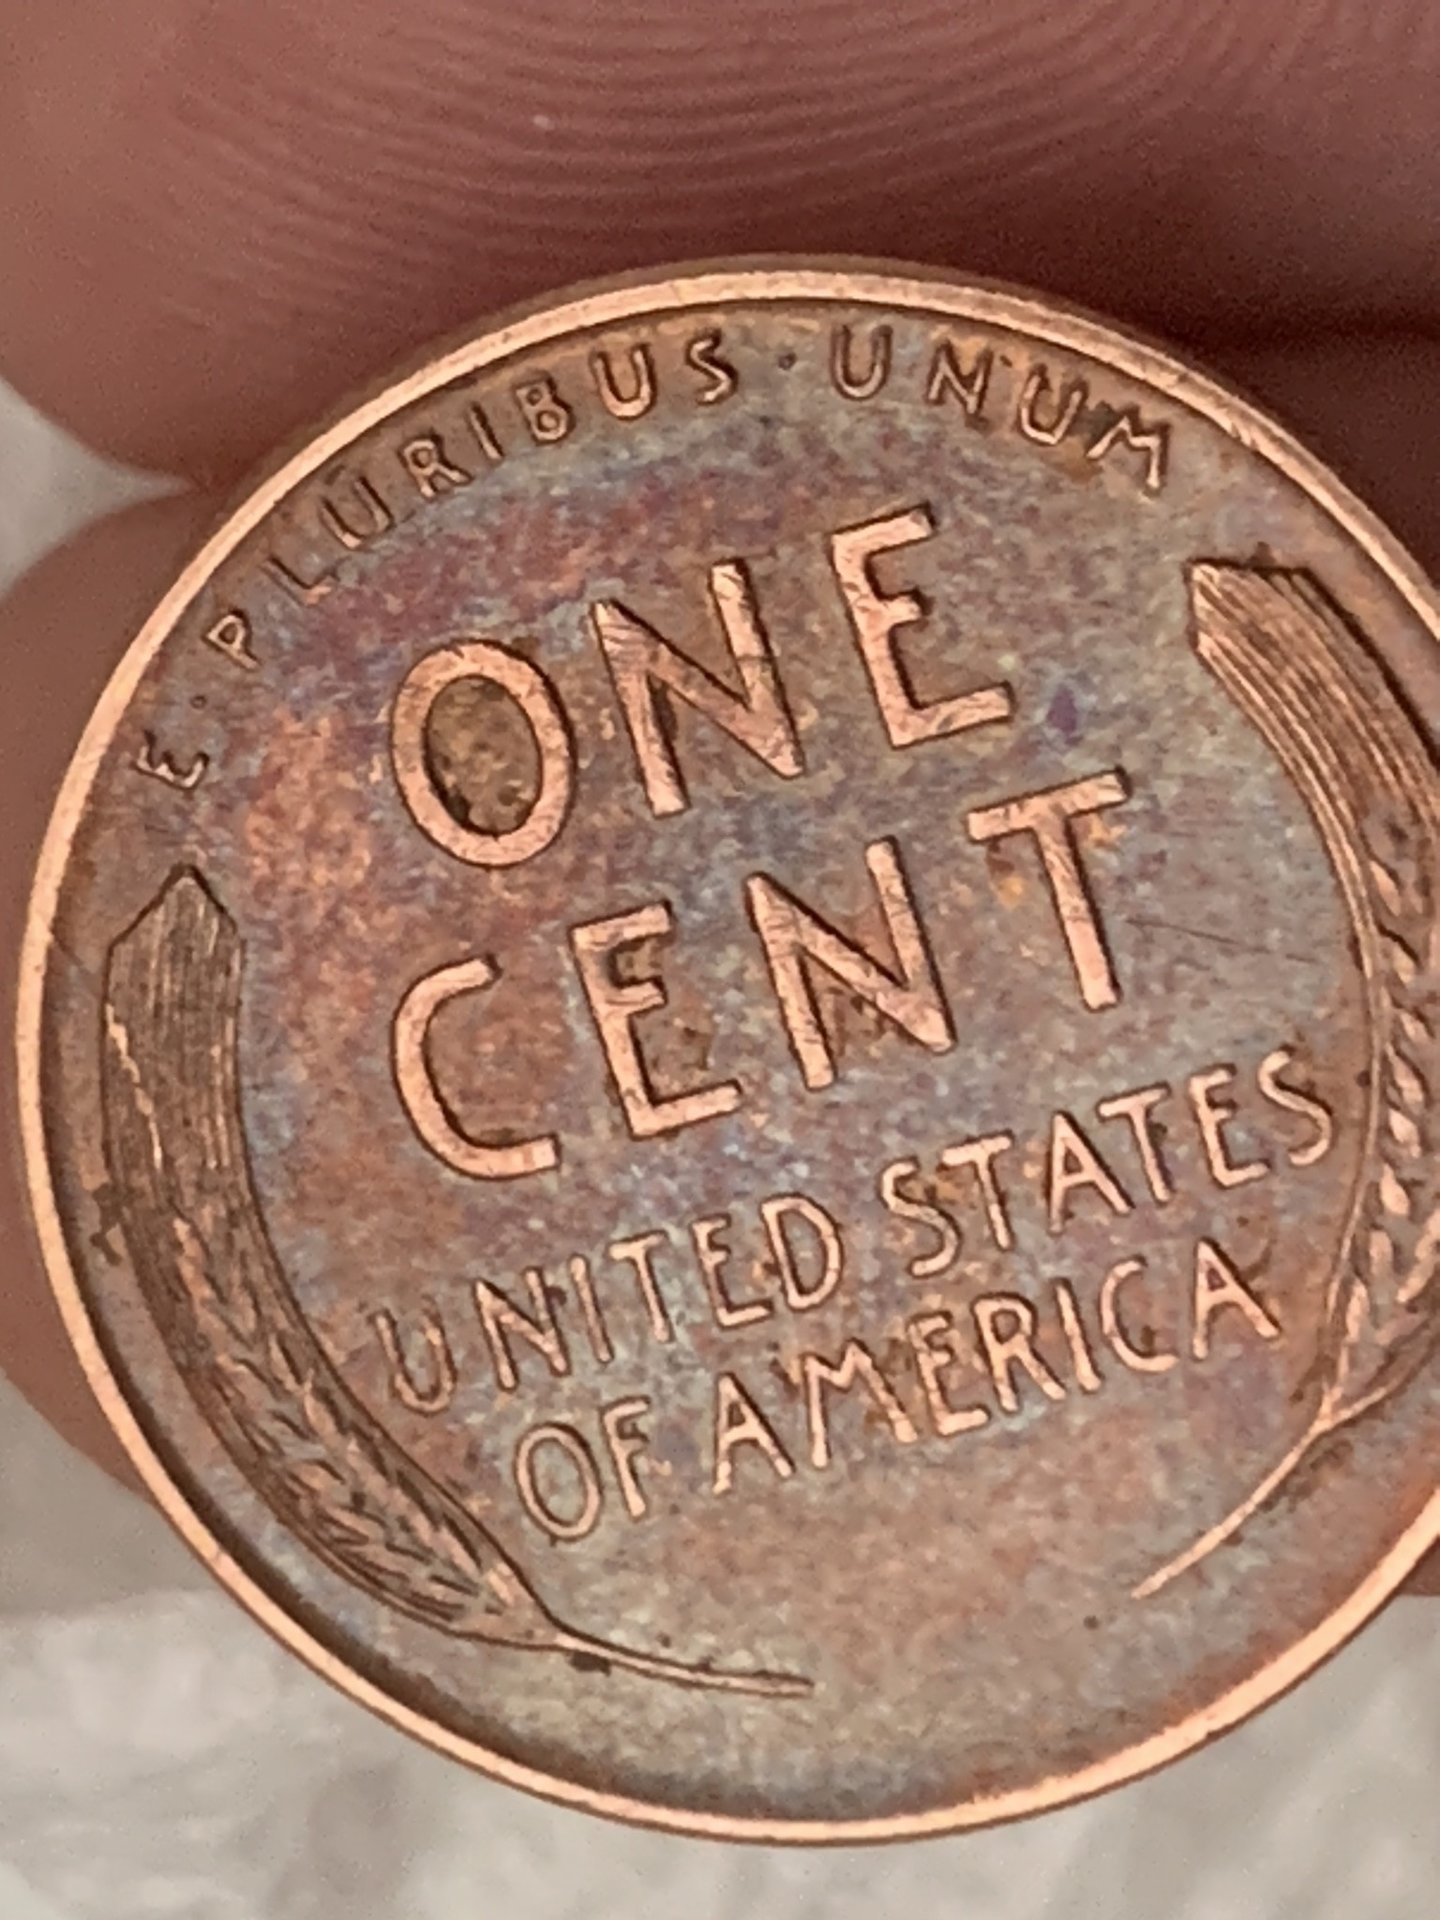 E·PLURIBUS·UNUM
ONE
CENT
UNITED STATES
OF AMERICA